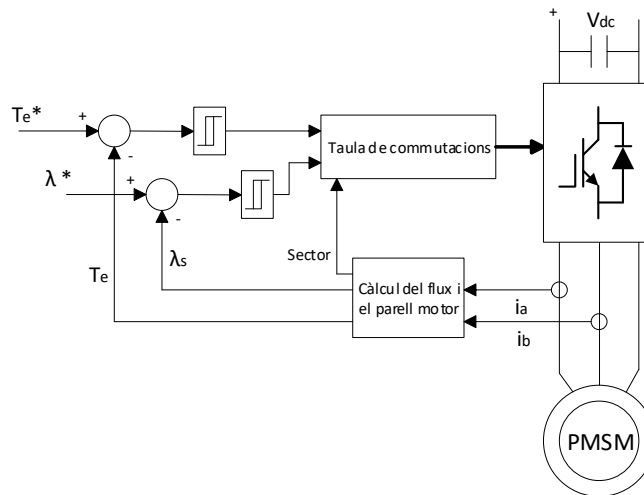 +
Vdc
Te*
+
-
Taula de commutacions
λ*
+
-
Sector
λs
Te
Càlcul del flux i
el parell motor
ia
ib
PMSM